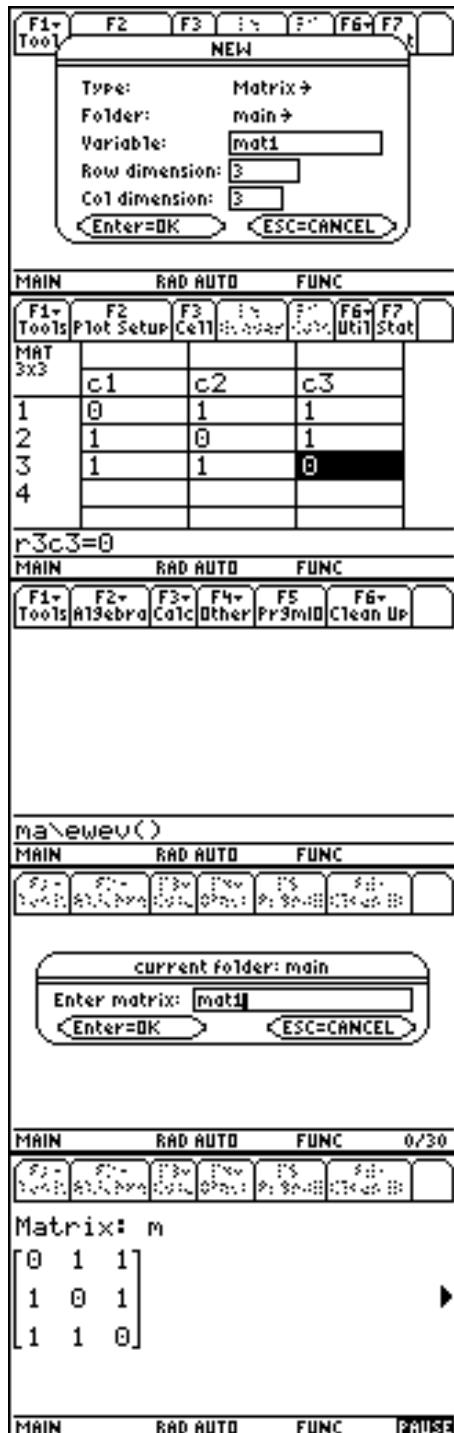 F1 F2 F3 F6 F7
Tool
NEW
Type: Matrix→
Folder: main→
Variable: mat1
Row dimension: 3
Col dimension: 3
Enter=OK ESC=CANCEL
MAIN RAD AUTO FUNC
F1 F2 F3 F6 F7
Tools Plot Setup Cell Util Stat
MAT
3x3
c1 c2 c3
1 0 1 1
2 1 0 1
3 1 1 0
4
r3c3=0
MAIN RAD AUTO FUNC
F1 F2 F3 F4 F5 F6
Tools Algebra Calc Other PrgmIO Clean Up
ma\ewev()
MAIN RAD AUTO FUNC
current folder: main
Enter matrix: mat1
Enter=OK ESC=CANCEL
MAIN RAD AUTO FUNC 0/30
Matrix: m
0 1 1
1 0 1
1 1 0
MAIN RAD AUTO FUNC PAUSE